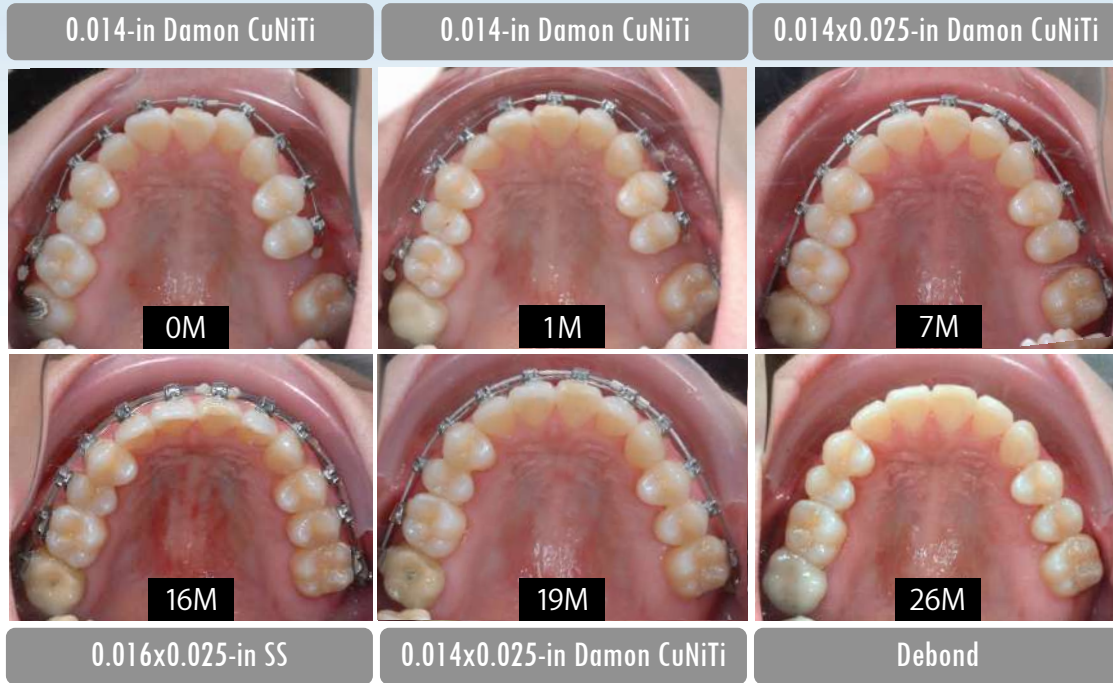 0.014-in Damon CuNiTi
0.014-in Damon CuNiTi
0.014x0.025-in Damon CuNiTi
0M
1M
7M
16M
19M
26M
0.016x0.025-in SS
0.014x0.025-in Damon CuNiTi
Debond